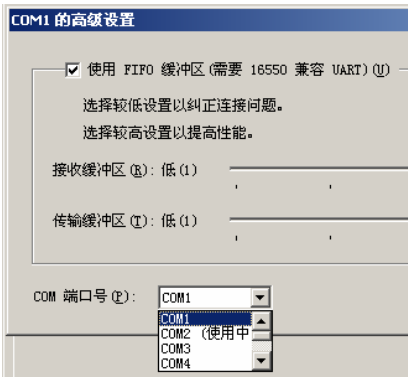 COM1 的高级设置
使用 FIFO 缓冲区(需要 16550 兼容 UART)(U)
选择较低设置以纠正连接问题。
选择较高设置以提高性能。
接收缓冲区(R): 低(1)
传输缓冲区(T): 低(1)
COM 端口号(P): COM1
COM1
COM2 (使用中
COM3
COM4